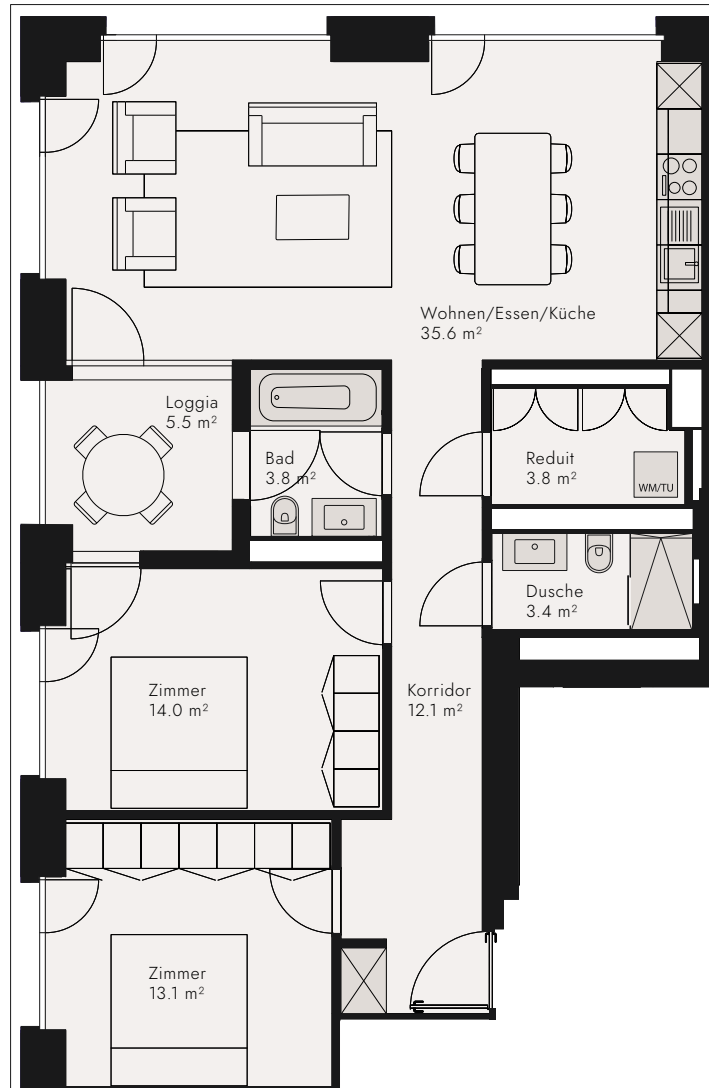 Wohnen/Essen/Küche
35.6 m²
Loggia
5.5 m²
Bad
3.8 m²
Reduit
3.8 m²
WM/TU
Dusche
3.4 m²
Zimmer
14.0 m²
Korridor
12.1 m²
Zimmer
13.1 m²